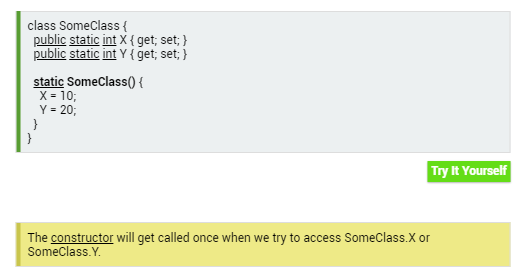 class SomeClass {
public static int X { get; set; }
public static int Y { get; set; }
static SomeClass() {
X = 10;
Y = 20;
}
}
Try It Yourself
The constructor will get called once when we try to access SomeClass.X or
SomeClass.Y.